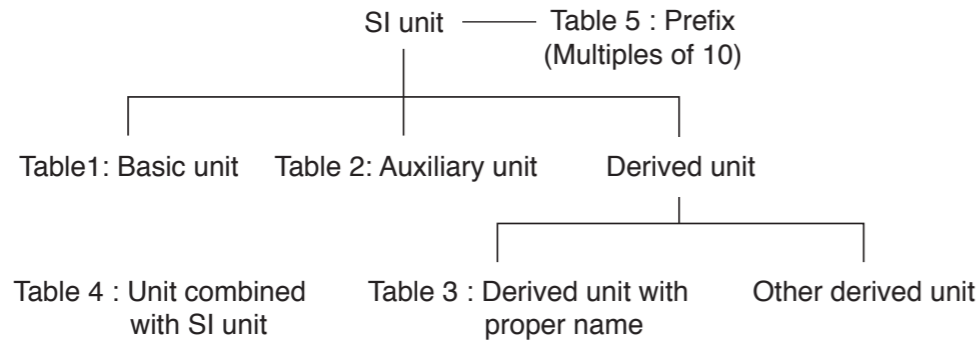 SI unit
Table 5 : Prefix
(Multiples of 10)
Table1: Basic unit
Table 2: Auxiliary unit
Derived unit
Table 4 : Unit combined
with SI unit
Table 3 : Derived unit with
proper name
Other derived unit